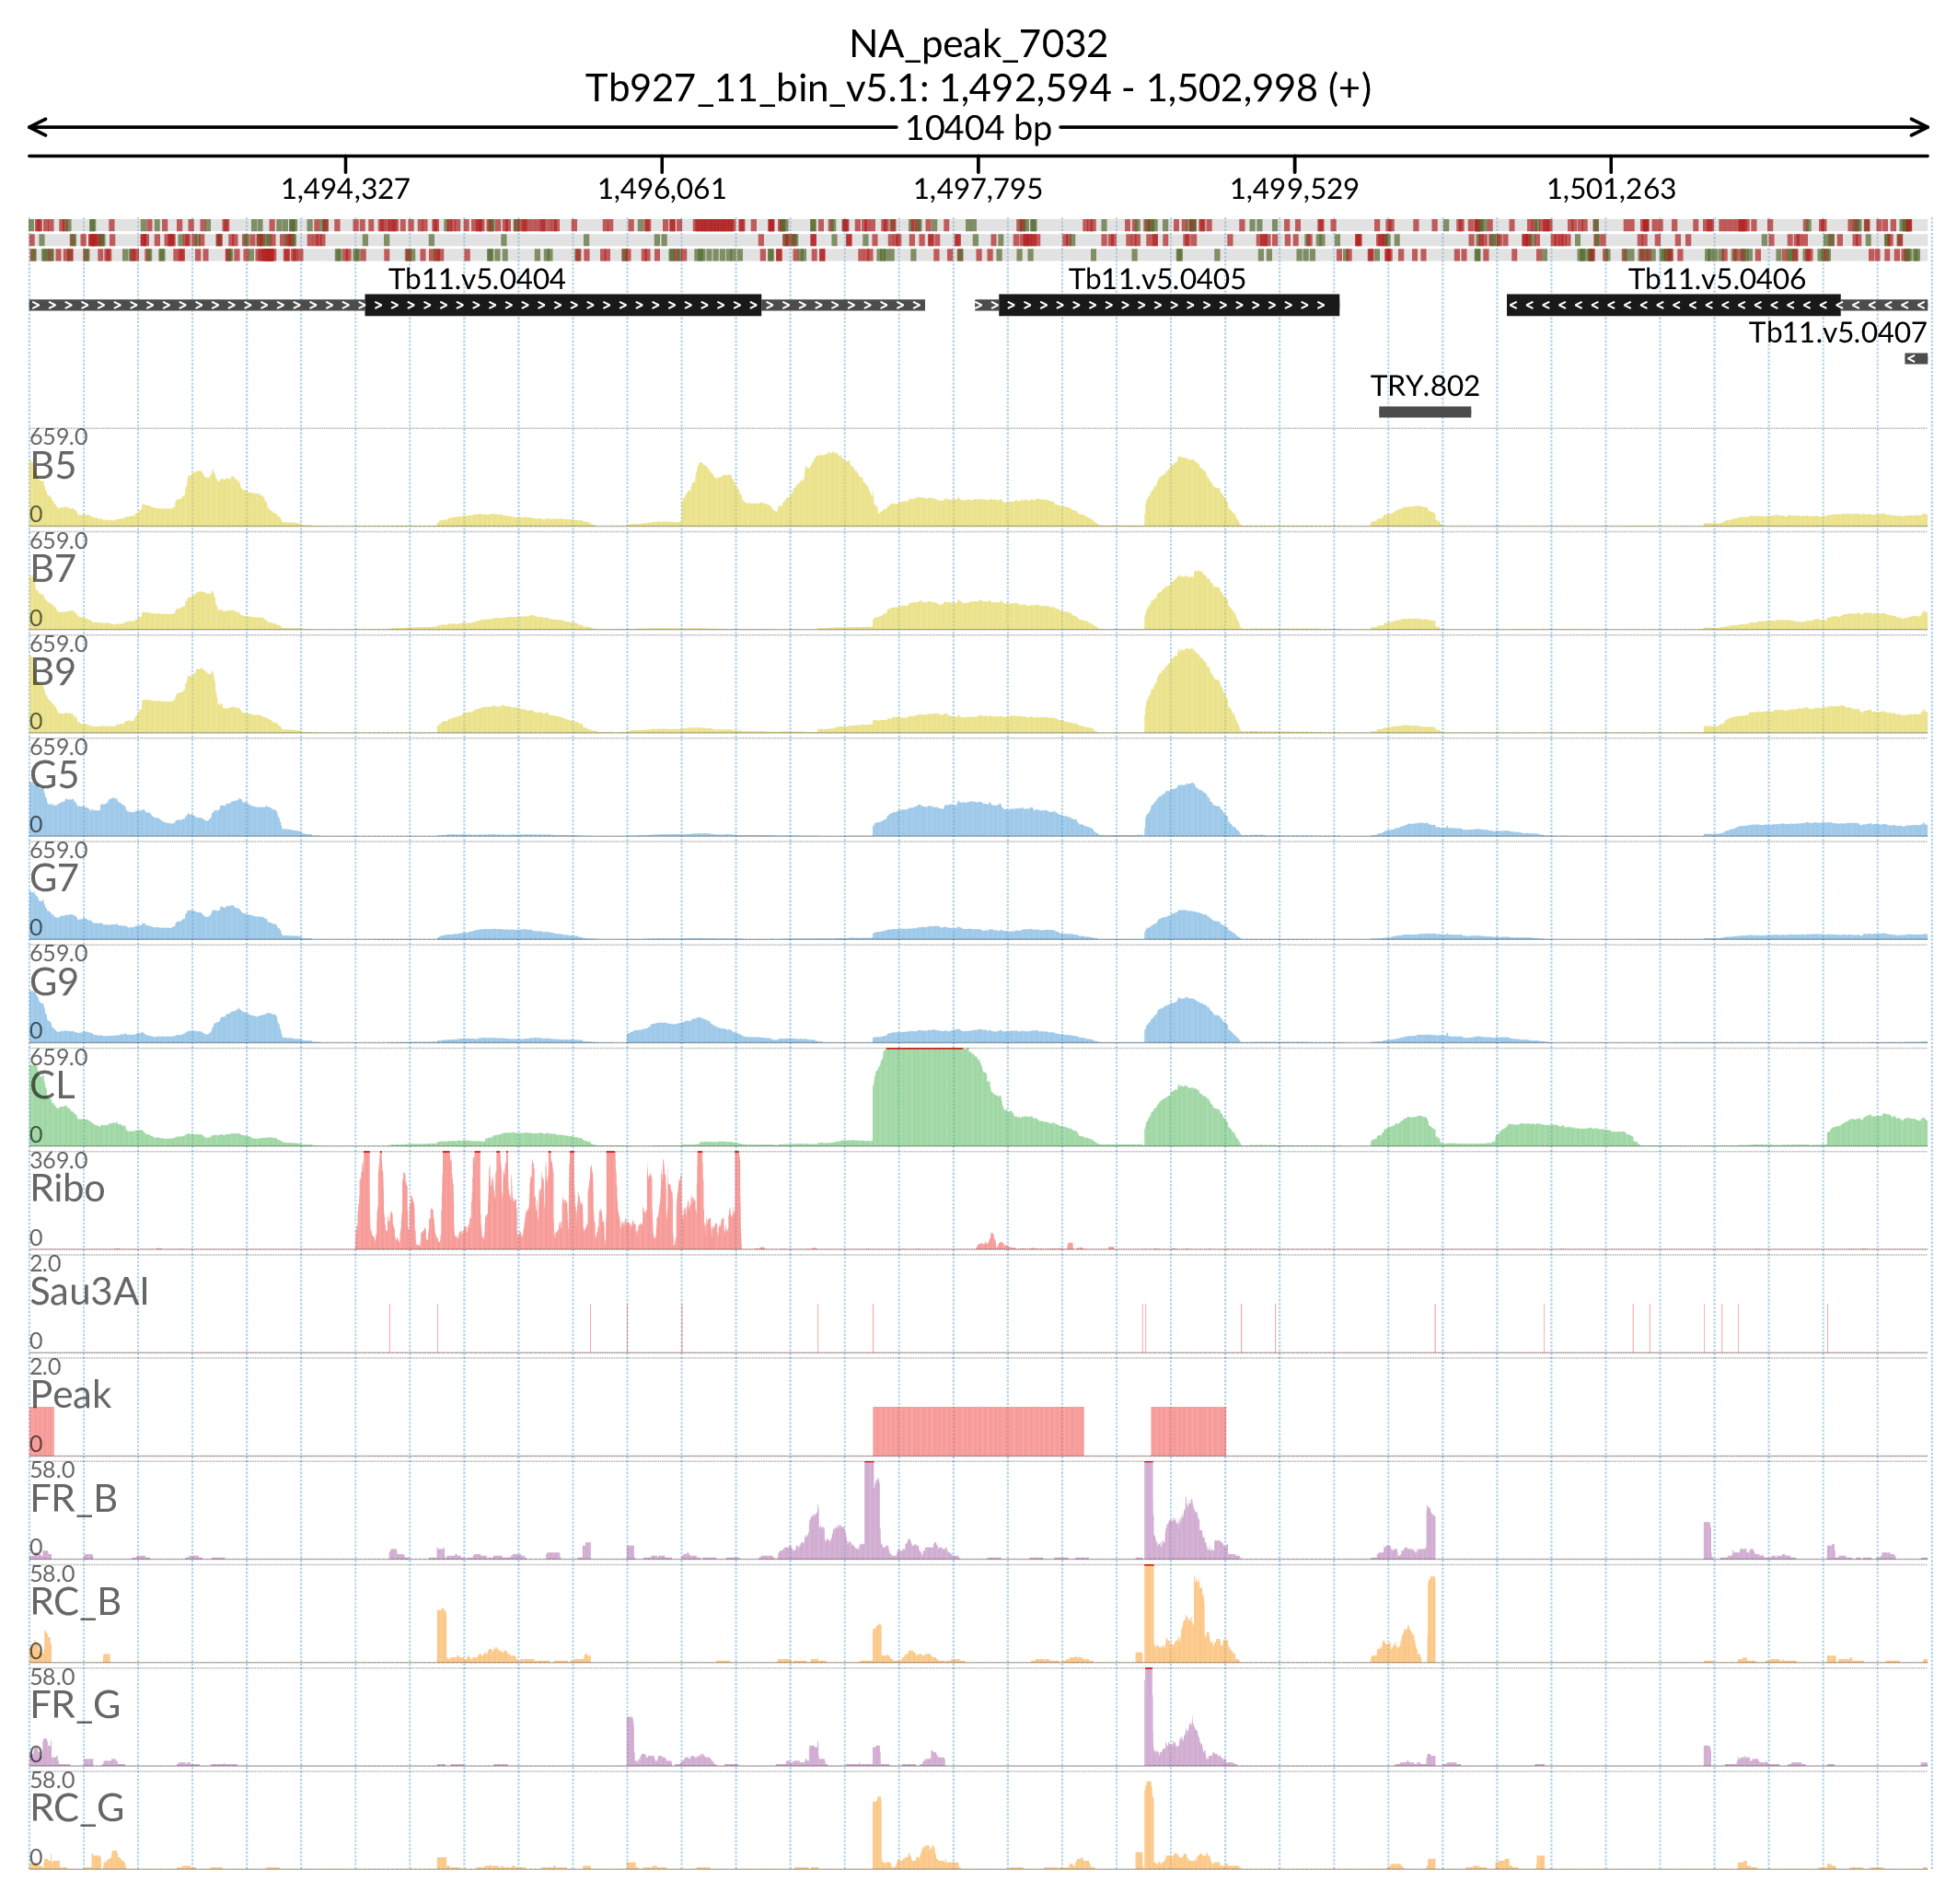 NA_peak_7032
Tb927_11_bin_v5.1: 1,492,594 - 1,502,998 (+)
10404 bp
1,494,327 1,496,061 1,497,795 1,499,529 1,501,263
Tb11.v5.0404 Tb11.v5.0405 Tb11.v5.0406
Tb11.v5.0407
TRY.802
659.0
B5
0
659.0
B7
0
659.0
B9
0
659.0
G5
0
659.0
G7
0
659.0
G9
0
659.0
CL
0
369.0
Ribo
0
2.0
Sau3AI
0
2.0
Peak
0
58.0
FR_B
0
58.0
RC_B
0
58.0
FR_G
0
58.0
RC_G
0